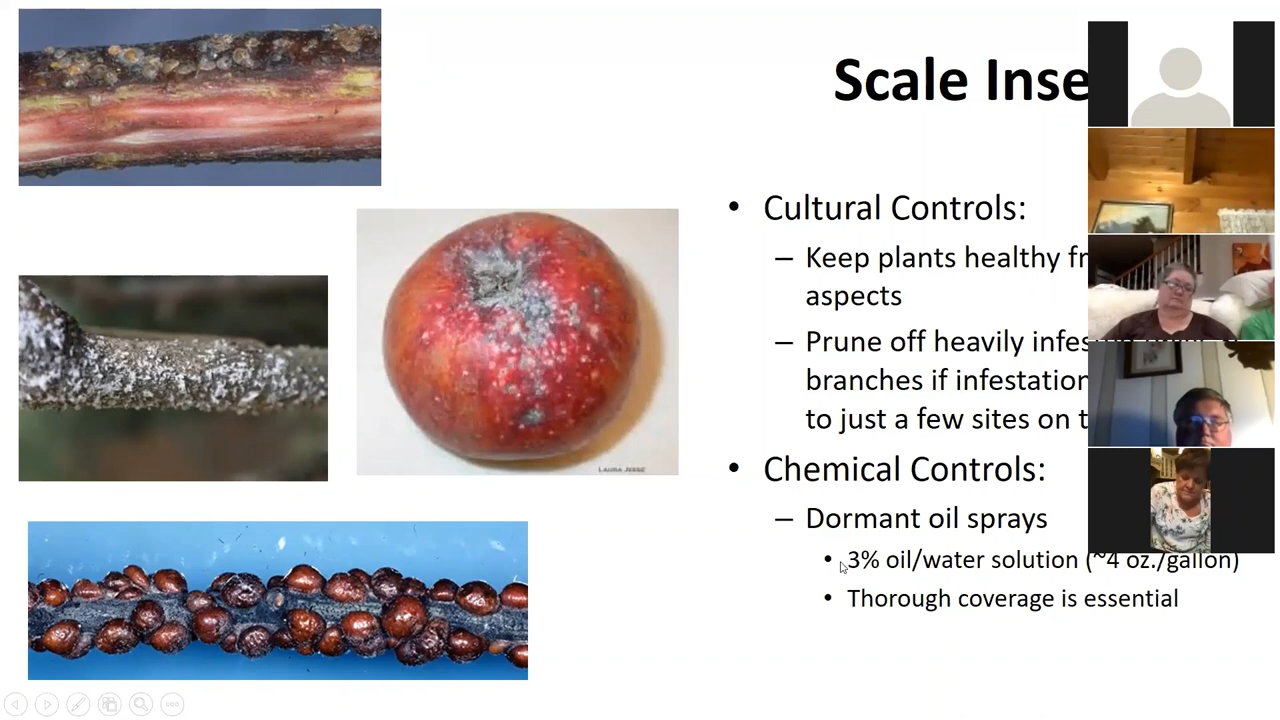 Scale Inse
• Cultural Controls:
– Keep plants healthy fr
aspects
– Prune off heavily infes
branches if infestation
to just a few sites on t
• Chemical Controls:
– Dormant oil sprays
• 3% oil/water solution (~4 oz./gallon)
• Thorough coverage is essential
LAURA JESSE